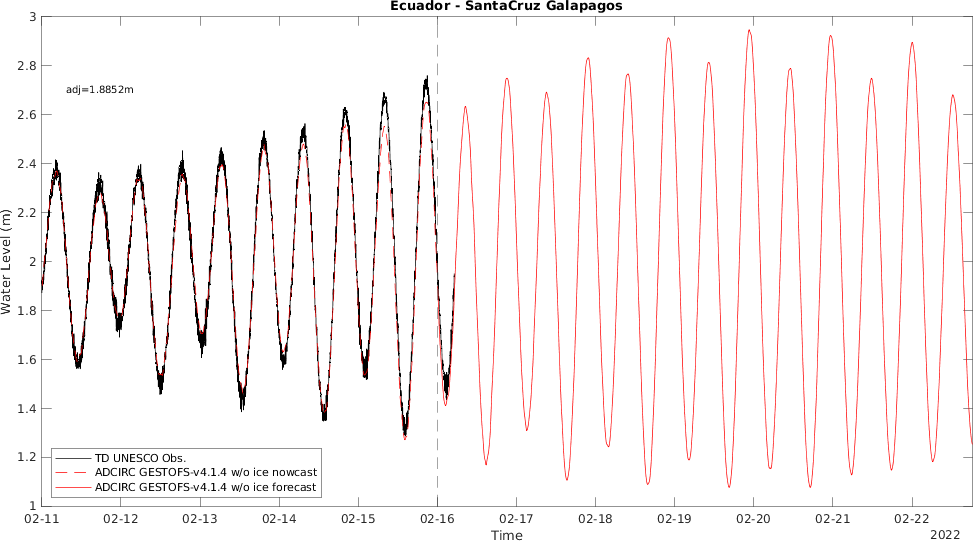 Ecuador - SantaCruz Galapagos
3
2.8
adj=1.8852m
2.6
2.4
2.2
2
1.8
1.6
1.4
1.2
1
Water Level (m)
TD UNESCO Obs.
ADCIRC GESTOFS-v4.1.4 w/o ice nowcast
ADCIRC GESTOFS-v4.1.4 w/o ice forecast
02-11 02-12 02-13 02-14 02-15 02-16 02-17 02-18 02-19 02-20 02-21 02-22
Time
2022